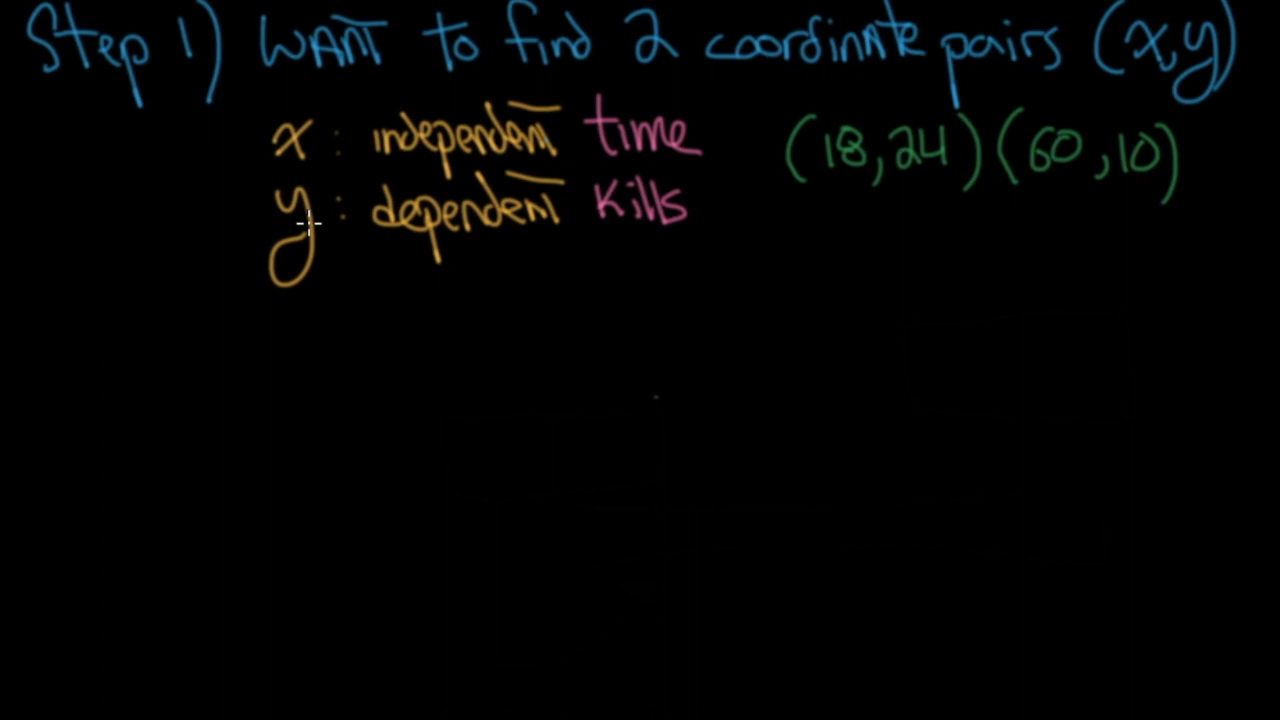 Step 1) WANT to find 2 coordinate pairs (x,y)
x : independent time (18,24) (60,10)
y : dependent kills